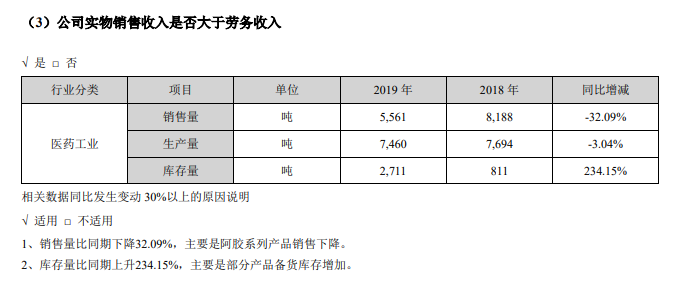 （3）公司实物销售收入是否大于劳务收入
√ 是 □ 否
行业分类 项目 单位 2019 年 2018 年 同比增减
销售量 吨 5,561 8,188 -32.09%
医药工业 生产量 吨 7,460 7,694 -3.04%
库存量 吨 2,711 811 234.15%
相关数据同比发生变动 30%以上的原因说明
√ 适用 □ 不适用
1、销售量比同期下降32.09%，主要是阿胶系列产品销售下降。
2、库存量比同期上升234.15%，主要是部分产品备货库存增加。